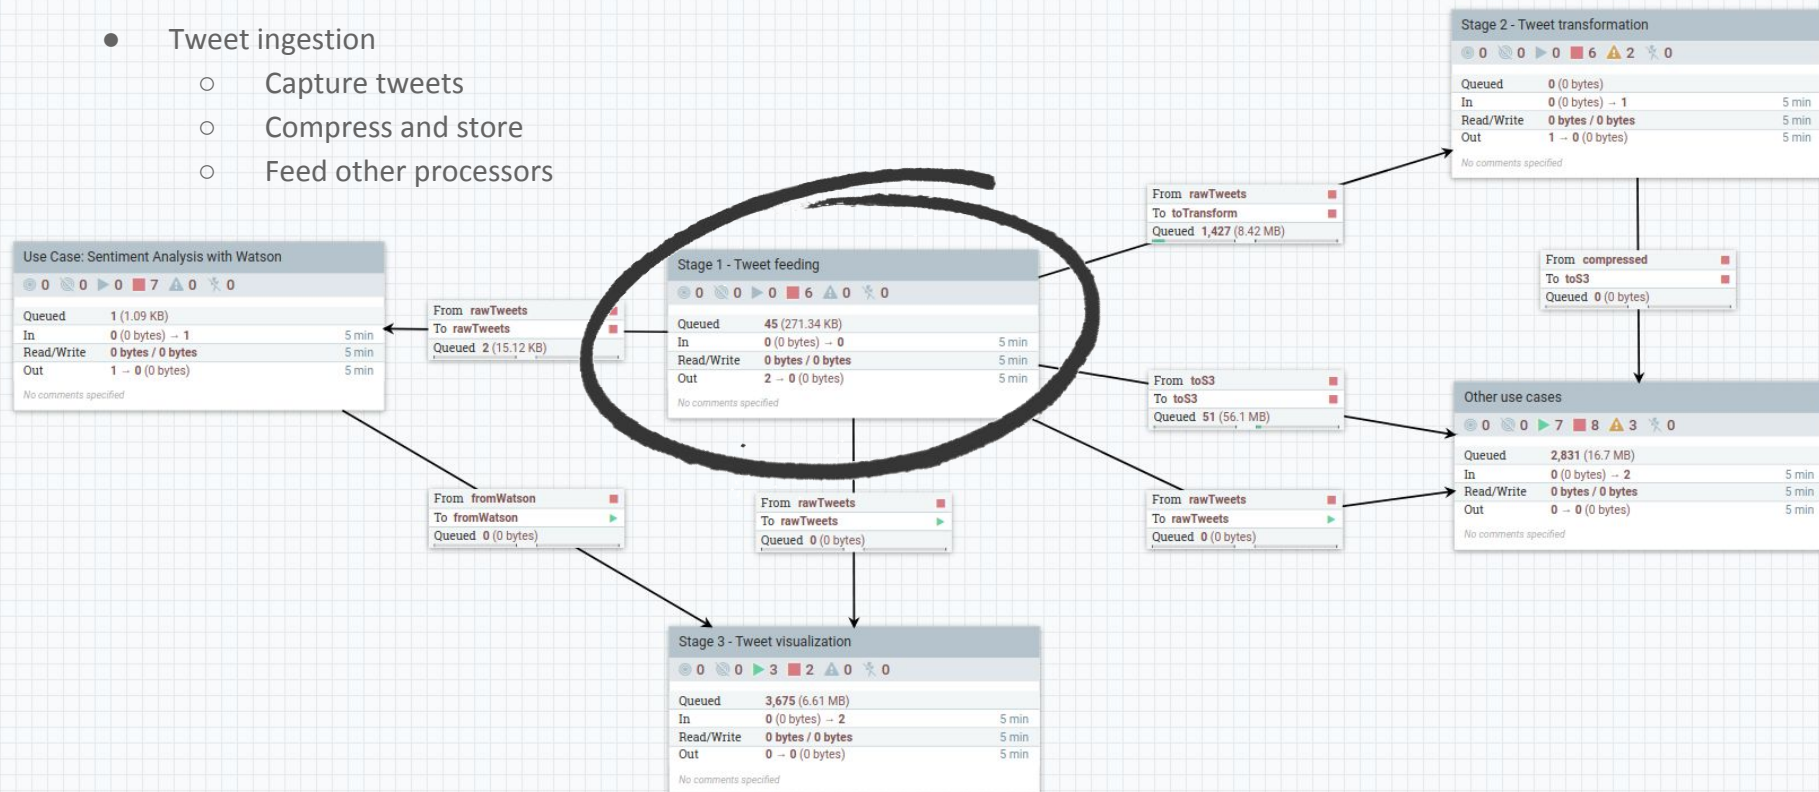 ● Tweet ingestion
○ Capture tweets
○ Compress and store
○ Feed other processors
Stage 2 - Tweet transformation
0 0 0 6 2 0
Queued 0 (0 bytes)
In 0 (0 bytes) → 1 5 min
Read/Write 0 bytes / 0 bytes 5 min
Out 1 → 0 (0 bytes) 5 min
No comments specified
From rawTweets
To toTransform
Queued 1,427 (8.42 MB)
Use Case: Sentiment Analysis with Watson
0 0 0 7 0 0
Queued 1 (1.09 KB)
In 0 (0 bytes) → 1 5 min
Read/Write 0 bytes / 0 bytes 5 min
Out 1 → 0 (0 bytes) 5 min
No comments specified
From rawTweets
To rawTweets
Queued 2 (15.12 KB)
Stage 1 - Tweet feeding
0 0 0 6 0 0
Queued 45 (271.34 KB)
In 0 (0 bytes) → 0 5 min
Read/Write 0 bytes / 0 bytes 5 min
Out 2 → 0 (0 bytes) 5 min
No comments specified
From compressed
To toS3
Queued 0 (0 bytes)
From toS3
To toS3
Queued 51 (56.1 MB)
Other use cases
0 0 7 8 3 0
Queued 2,831 (16.7 MB)
In 0 (0 bytes) → 2 5 min
Read/Write 0 bytes / 0 bytes 5 min
Out 0 → 0 (0 bytes) 5 min
No comments specified
From fromWatson
To fromWatson
Queued 0 (0 bytes)
From rawTweets
To rawTweets
Queued 0 (0 bytes)
From rawTweets
To rawTweets
Queued 0 (0 bytes)
Stage 3 - Tweet visualization
0 0 3 2 0 0
Queued 3,675 (6.61 MB)
In 0 (0 bytes) → 2 5 min
Read/Write 0 bytes / 0 bytes 5 min
Out 0 → 0 (0 bytes) 5 min
No comments specified